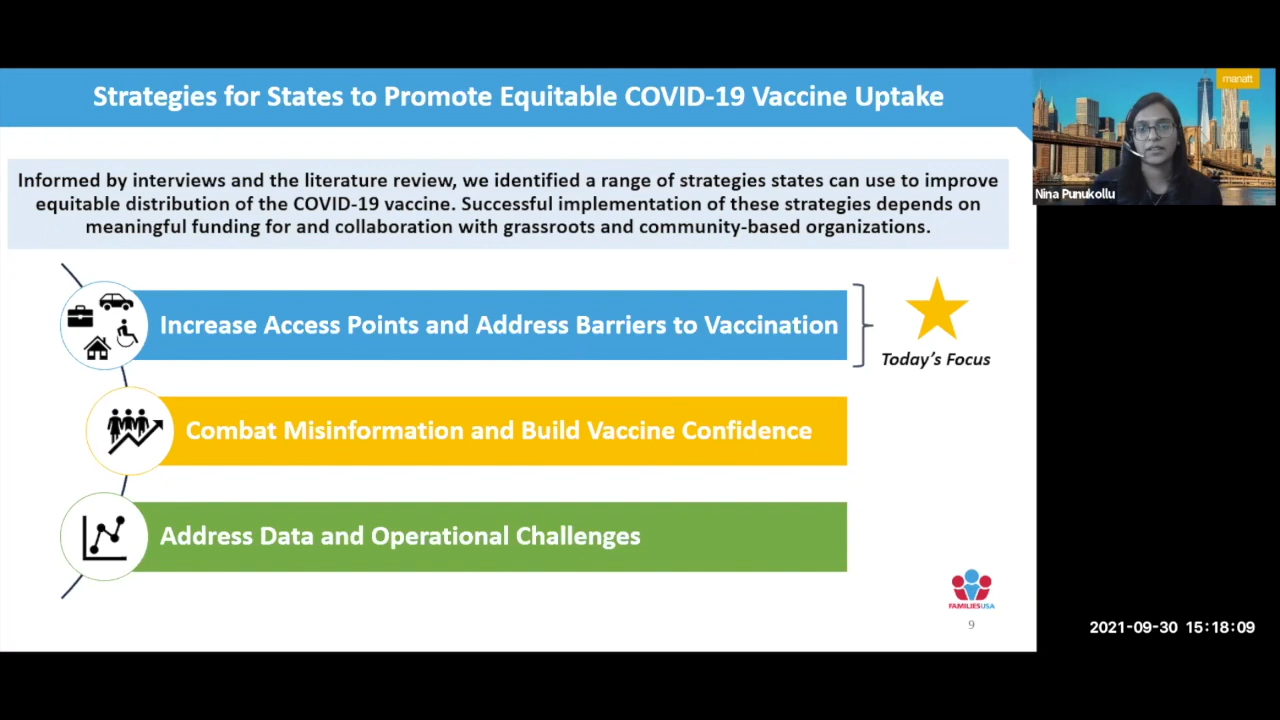 Strategies for States to Promote Equitable COVID-19 Vaccine Uptake
manatt
Nina Punukollu
Informed by interviews and the literature review, we identified a range of strategies states can use to improve
equitable distribution of the COVID-19 vaccine. Successful implementation of these strategies depends on
meaningful funding for and collaboration with grassroots and community-based organizations.
Increase Access Points and Address Barriers to Vaccination
Today's Focus
Combat Misinformation and Build Vaccine Confidence
Address Data and Operational Challenges
FAMILIESUSA
9
2021-09-30 15:18:09